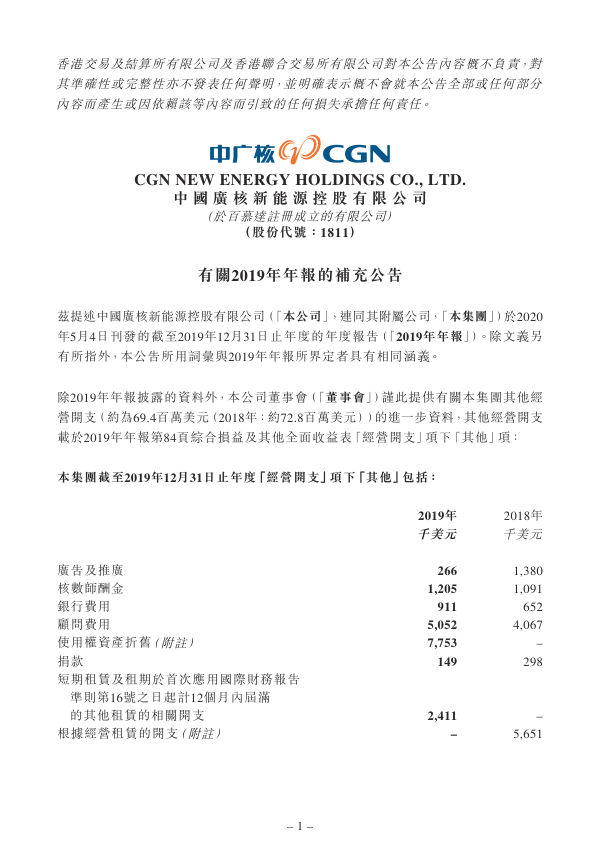 香港交易及結算所有限公司及香港聯合交易所有限公司對本公告內容概不負責，對
其準確性或完整性亦不發表任何聲明，並明確表示概不會就本公告全部或任何部分
內容而產生或因依賴該等內容而引致的任何損失承擔任何責任。
中广核 CGN
CGN NEW ENERGY HOLDINGS CO., LTD.
中國廣核新能源控股有限公司
(於百慕達註冊成立的有限公司)
(股份代號：1811)
有關2019年年報的補充公告
茲提述中國廣核新能源控股有限公司(「本公司」，連同其附屬公司，「本集團」)於2020
年5月4日刊發的截至2019年12月31日止年度的年度報告(「2019年年報」)。除文義另
有所指外，本公告所用詞彙與2019年年報所界定者具有相同涵義。
除2019年年報披露的資料外，本公司董事會(「董事會」)謹此提供有關本集團其他經
營開支(約為69.4百萬美元(2018年：約72.8百萬美元))的進一步資料，其他經營開支
載於2019年年報第84頁綜合損益及其他全面收益表「經營開支」項下「其他」項：
本集團截至2019年12月31日止年度「經營開支」項下「其他」包括：
2019年 2018年
千美元 千美元
廣告及推廣 266 1,380
核數師酬金 1,205 1,091
銀行費用 911 652
顧問費用 5,052 4,067
使用權資產折舊(附註) 7,753 –
捐款 149 298
短期租賃及租期於首次應用國際財務報告
準則第16號之日起計12個月內屆滿
的其他租賃的相關開支 2,411 –
根據經營租賃的開支(附註) – 5,651
– 1 –